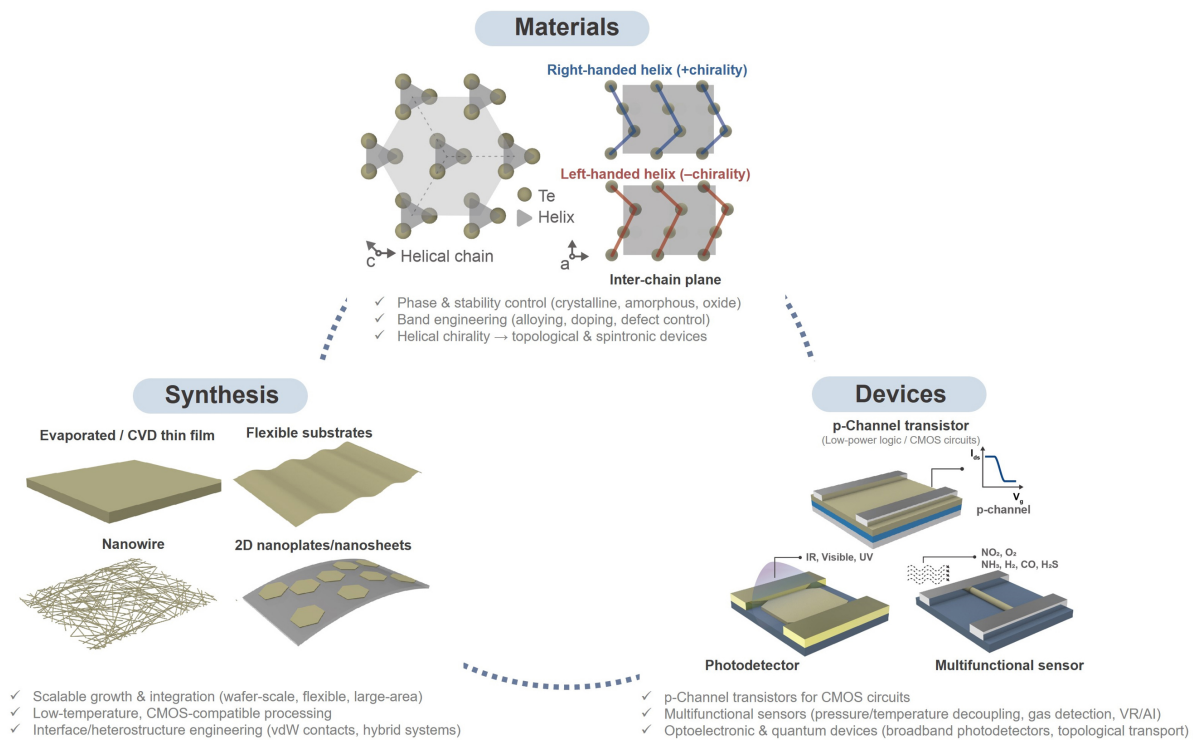 Materials
Right-handed helix (+chirality)
Left-handed helix (–chirality)
Te
Helix
c
Helical chain
a
Inter-chain plane
✓ Phase & stability control (crystalline, amorphous, oxide)
✓ Band engineering (alloying, doping, defect control)
✓ Helical chirality → topological & spintronic devices
Synthesis
Evaporated / CVD thin film
Flexible substrates
Nanowire
2D nanoplates/nanosheets
✓ Scalable growth & integration (wafer-scale, flexible, large-area)
✓ Low-temperature, CMOS-compatible processing
✓ Interface/heterostructure engineering (vdW contacts, hybrid systems)
Devices
p-Channel transistor
(Low-power logic / CMOS circuits)
Ids
Vg
p-channel
IR, Visible, UV
NO₂, O₂
NH₃, H₂, CO, H₂S
Photodetector
Multifunctional sensor
✓ p-Channel transistors for CMOS circuits
✓ Multifunctional sensors (pressure/temperature decoupling, gas detection, VR/AI)
✓ Optoelectronic & quantum devices (broadband photodetectors, topological transport)